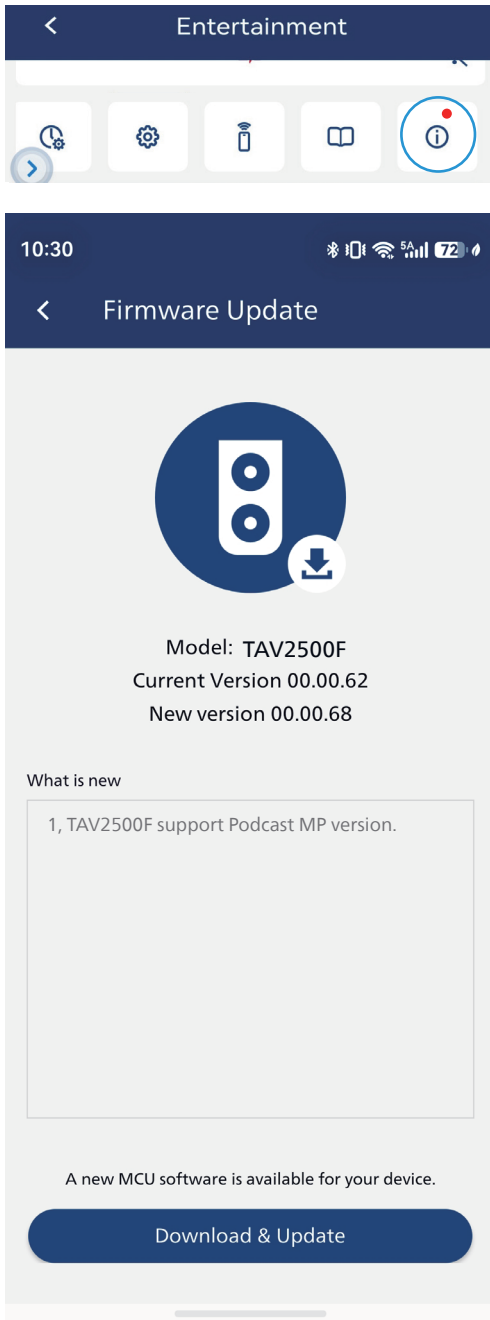 Entertainment
10:30
5A
72
Firmware Update
Model: TAV2500F
Current Version 00.00.62
New version 00.00.68
What is new
1, TAV2500F support Podcast MP version.
A new MCU software is available for your device.
Download & Update